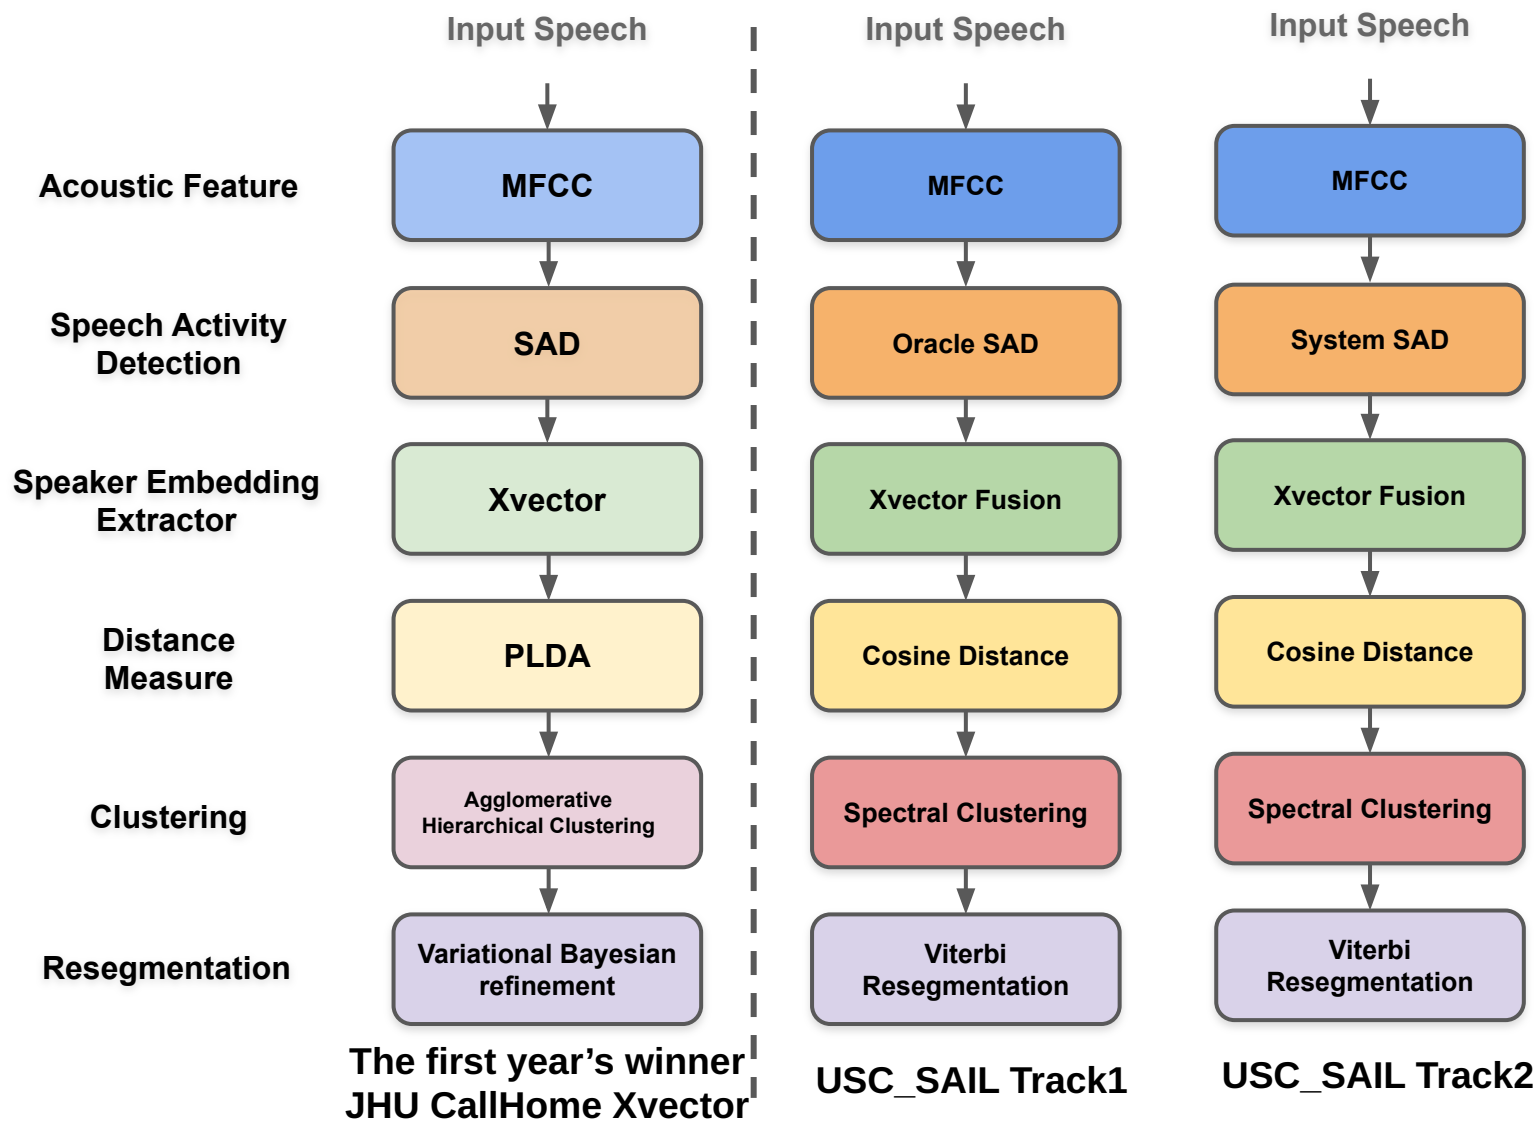 Input Speech
Input Speech
Input Speech
Acoustic Feature
MFCC
MFCC
MFCC
Speech Activity
Detection
SAD
Oracle SAD
System SAD
Speaker Embedding
Extractor
Xvector
Xvector Fusion
Xvector Fusion
Distance
Measure
PLDA
Cosine Distance
Cosine Distance
Clustering
Agglomerative
Hierarchical Clustering
Spectral Clustering
Spectral Clustering
Resegmentation
Variational Bayesian
refinement
Viterbi
Resegmentation
Viterbi
Resegmentation
The first year’s winner
JHU CallHome Xvector
USC_SAIL Track1
USC_SAIL Track2